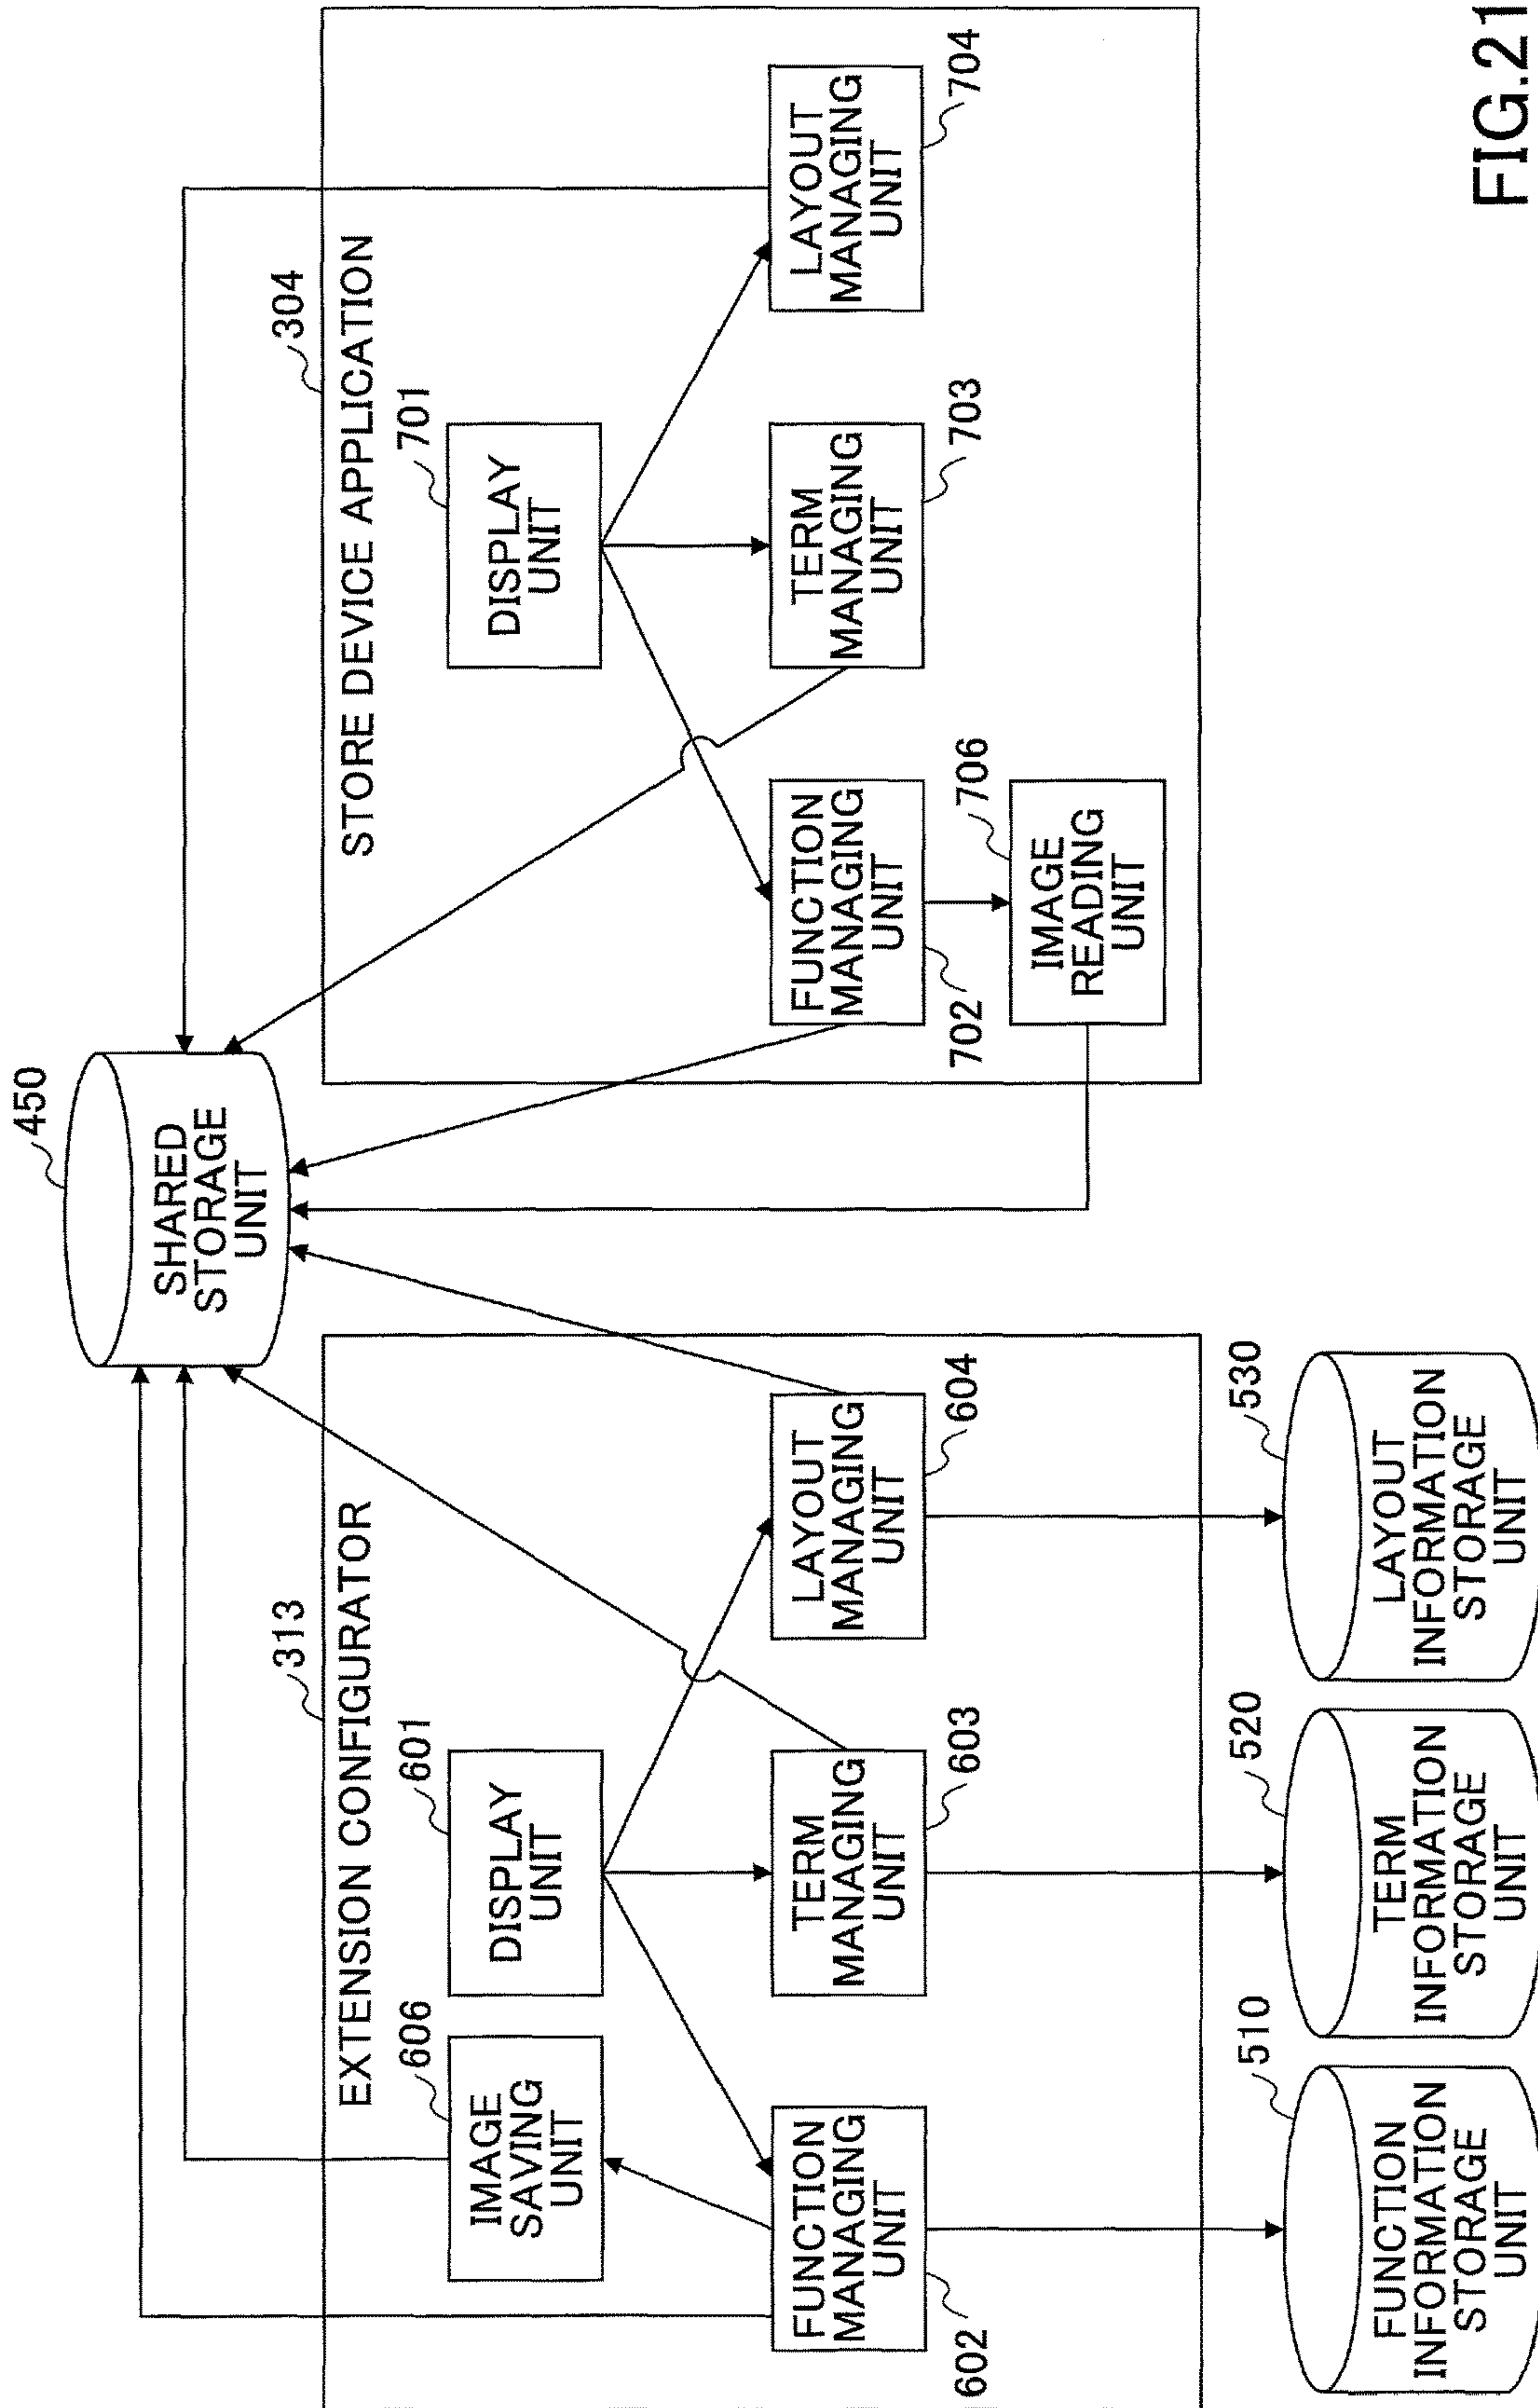 450
SHARED
STORAGE
UNIT
313
EXTENSION CONFIGURATOR
606
IMAGE
SAVING
UNIT
601
DISPLAY
UNIT
FUNCTION
MANAGING
UNIT
602
TERM
MANAGING
UNIT
603
LAYOUT
MANAGING
UNIT
604
510
FUNCTION
INFORMATION
STORAGE
UNIT
520
TERM
INFORMATION
STORAGE
UNIT
530
LAYOUT
INFORMATION
STORAGE
UNIT
304
STORE DEVICE APPLICATION
701
DISPLAY
UNIT
FUNCTION
MANAGING
UNIT
702
TERM
MANAGING
UNIT
703
LAYOUT
MANAGING
UNIT
704
706
IMAGE
READING
UNIT
FIG.21